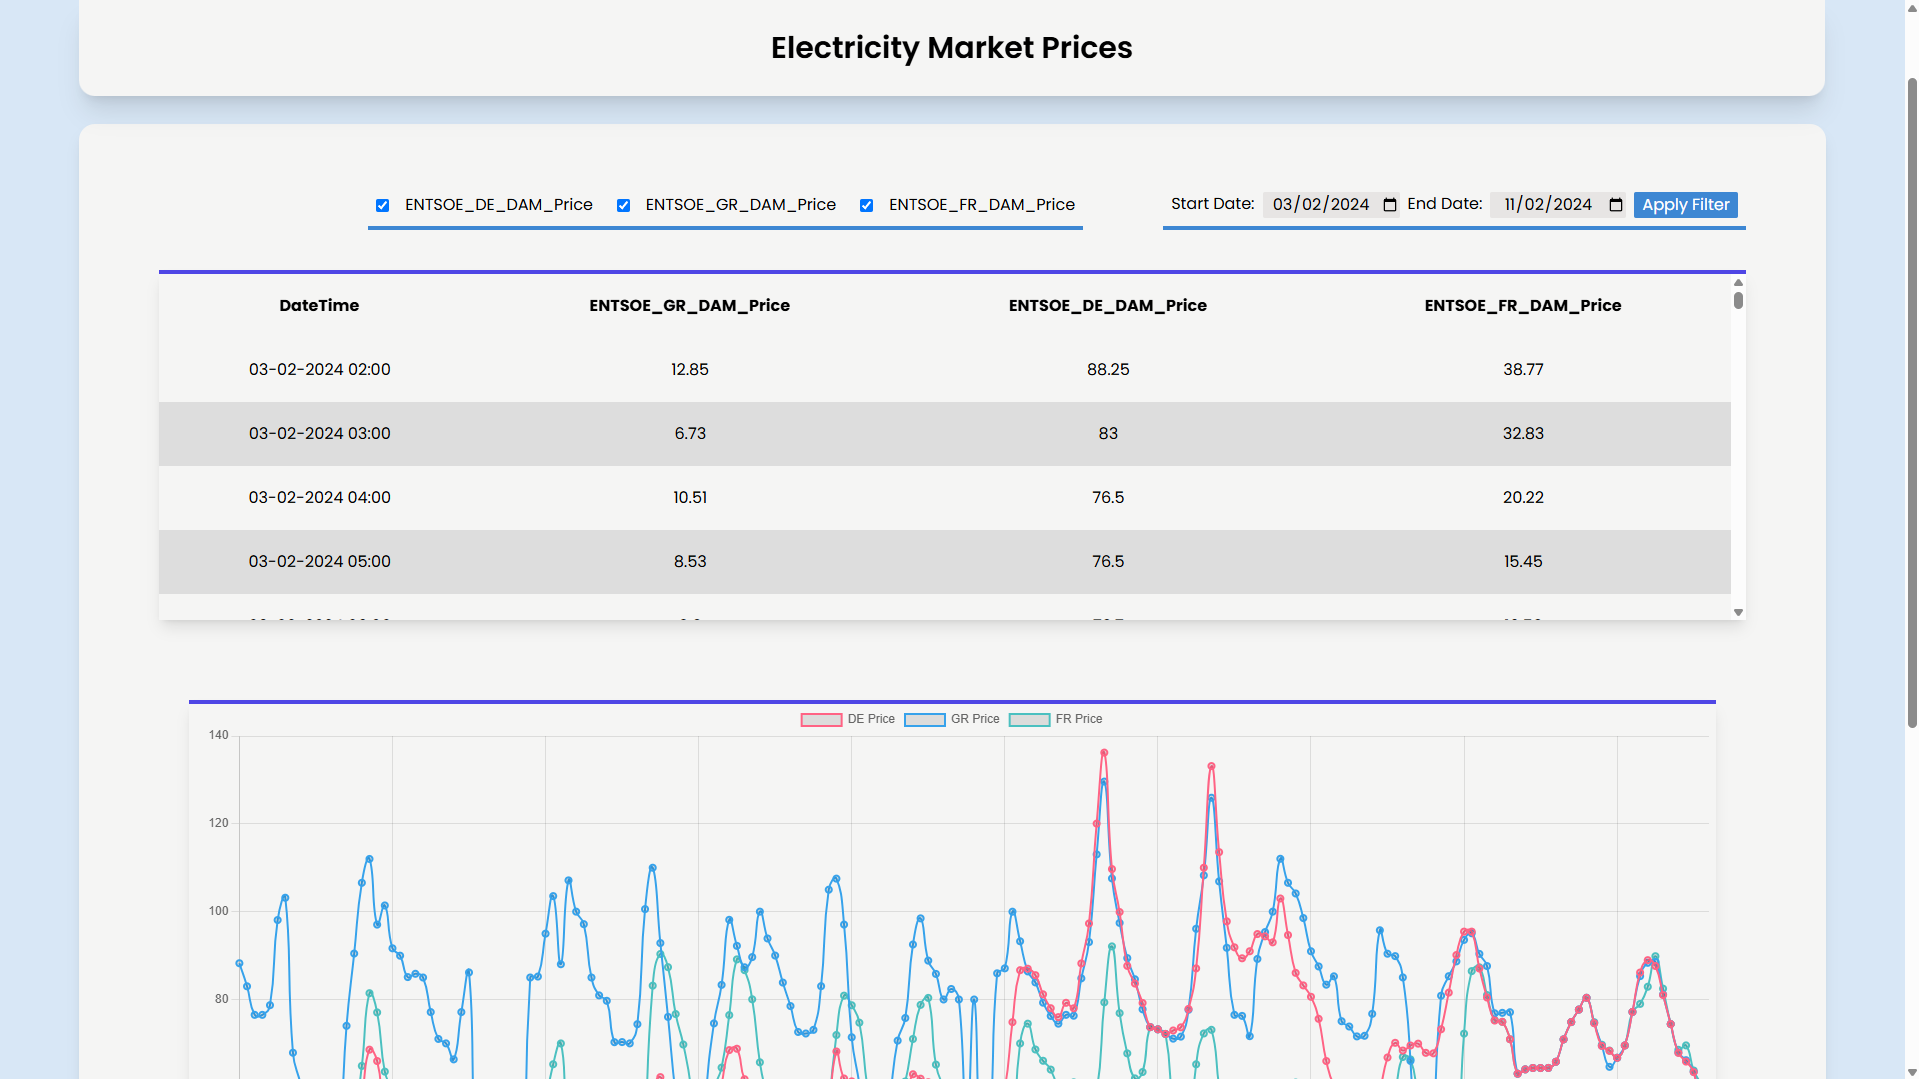 Electricity Market Prices
ENTSOE_DE_DAM_Price ENTSOE_GR_DAM_Price ENTSOE_FR_DAM_Price Start Date: 03/02/2024 End Date: 11/02/2024 Apply Filter
DateTime ENTSOE_GR_DAM_Price ENTSOE_DE_DAM_Price ENTSOE_FR_DAM_Price
03-02-2024 02:00 12.85 88.25 38.77
03-02-2024 03:00 6.73 83 32.83
03-02-2024 04:00 10.51 76.5 20.22
03-02-2024 05:00 8.53 76.5 15.45
DE Price GR Price FR Price
140
120
100
80